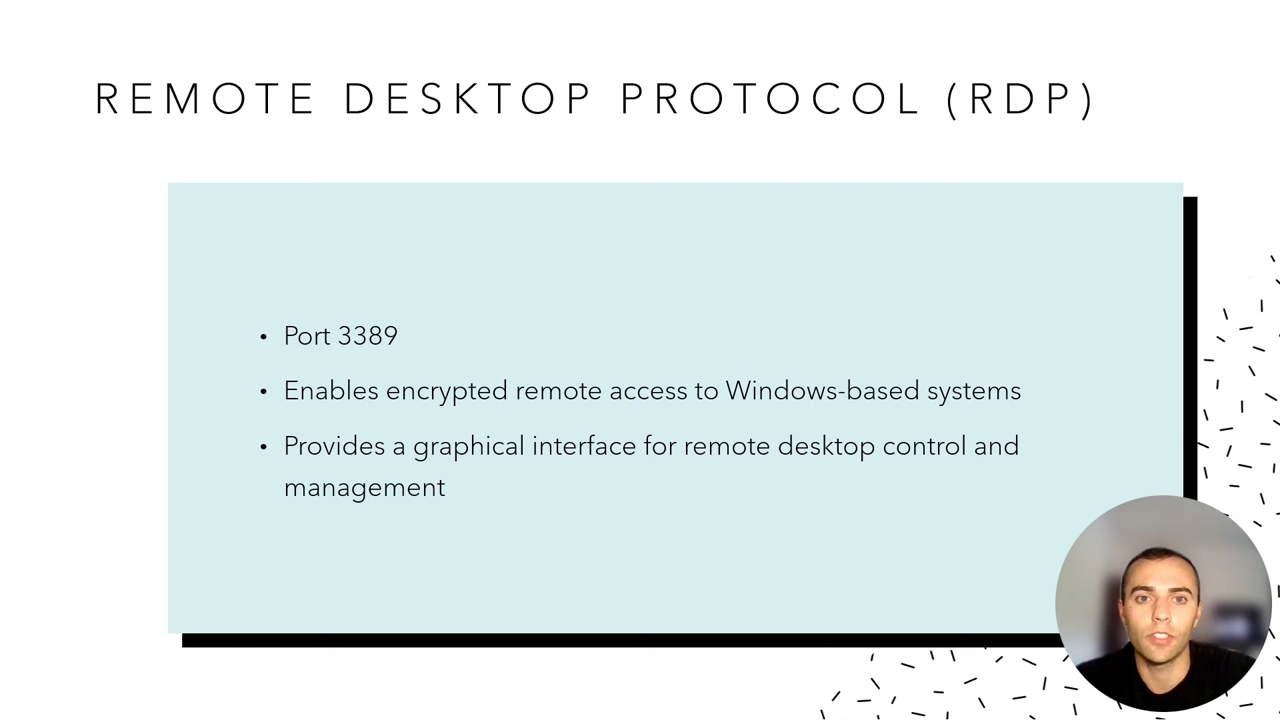 REMOTE DESKTOP PROTOCOL (RDP)
• Port 3389
• Enables encrypted remote access to Windows-based systems
• Provides a graphical interface for remote desktop control and
management